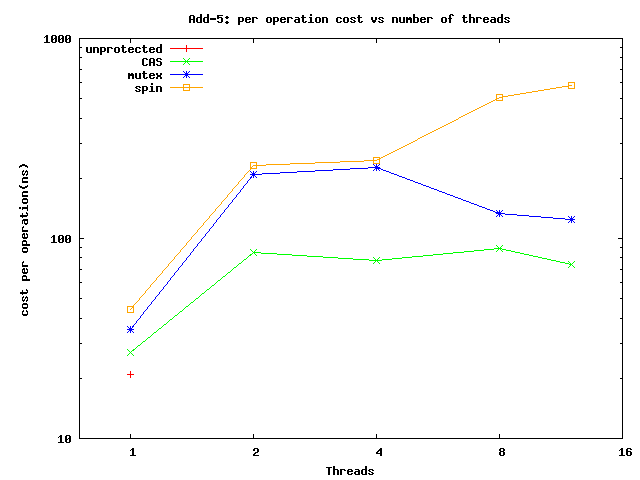 Add-5: per operation cost vs number of threads
1000
unprotected
CAS
mutex
spin
cost per operation(ns)
100
10
1 2 4 8 16
Threads